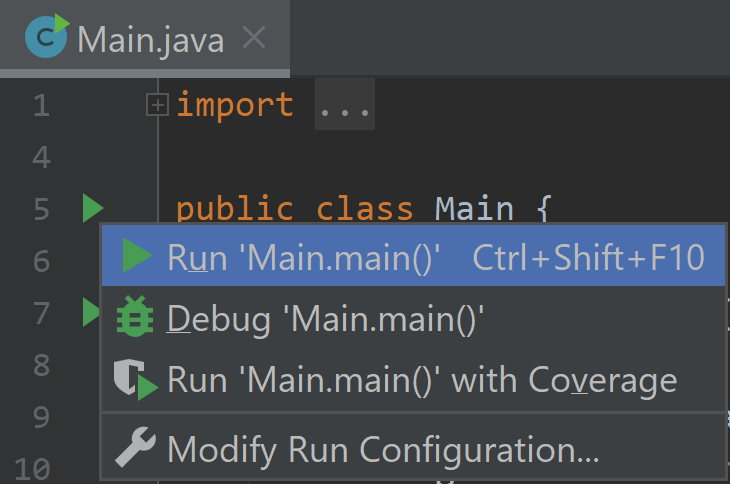 C Main.java
1 import ...
4
5 public class Main {
6 Run 'Main.main()' Ctrl+Shift+F10
7 Debug 'Main.main()'
8 Run 'Main.main()' with Coverage
9
10 Modify Run Configuration...